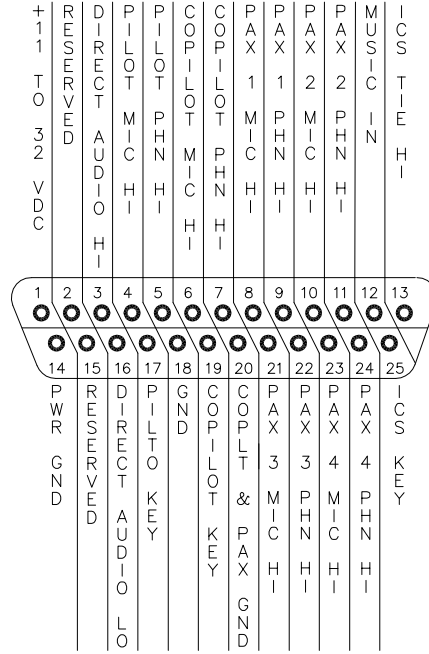 +11 TO 32 VDC
RESERVED
DIRECT AUDIO HI
PILOT MIC HI
PILOT PHN HI
COPILOT MIC HI
COPILOT PHN HI
PAX 1 MIC HI
PAX 1 PHN HI
PAX 2 MIC HI
PAX 2 PHN HI
MUSIC IN
ICS TIE HI
1 2 3 4 5 6 7 8 9 10 11 12 13
14 15 16 17 18 19 20 21 22 23 24 25
PWR GND
RESERVED
DIRECT AUDIO LO
PILTO KEY
GND
COPILOT KEY
COPLT & PAX GND
PAX 3 MIC HI
PAX 3 PHN HI
PAX 4 MIC HI
PAX 4 PHN HI
ICS KEY